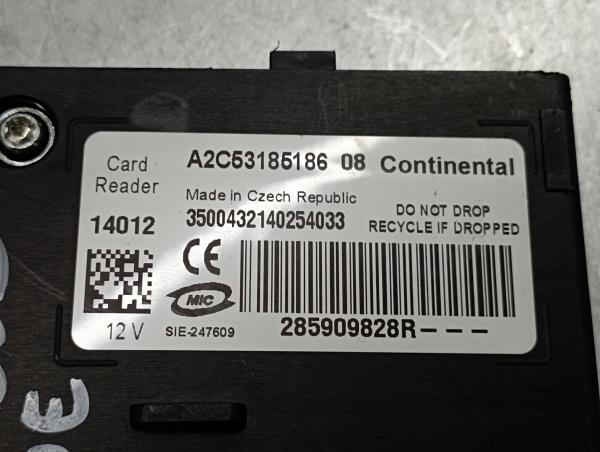 Card
Reader
A2C53185186 08 Continental
Made in Czech Republic
14012
3500432140254033
DO NOT DROP
RECYCLE IF DROPPED
CE
MIC
12 V
SIE-247609
285909828R---